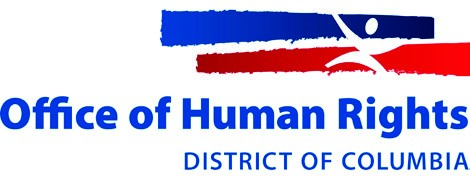 Office of Human Rights
DISTRICT OF COLUMBIA